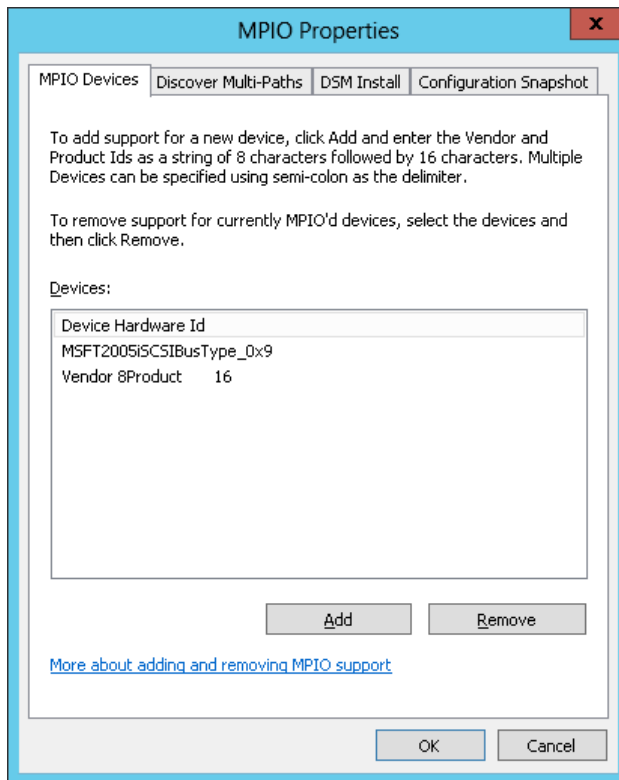 MPIO Properties
x
MPIO Devices Discover Multi-Paths DSM Install Configuration Snapshot
To add support for a new device, click Add and enter the Vendor and
Product Ids as a string of 8 characters followed by 16 characters. Multiple
Devices can be specified using semi-colon as the delimiter.
To remove support for currently MPIO'd devices, select the devices and
then click Remove.
Devices:
Device Hardware Id
MSFT2005iSCSIBusType_0x9
Vendor 8Product     16
Add Remove
More about adding and removing MPIO support
OK Cancel